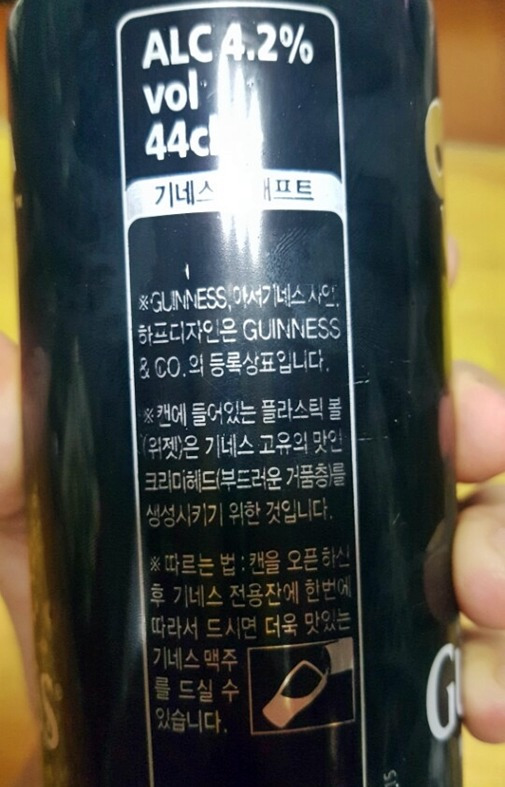 ALC 4.2%
vol
44cl
기네스 드래프트
※GUINNESS, 아서기네스 사인,
하프디자인은 GUINNESS
& CO. 의 등록상표입니다.
※캔에 들어있는 플라스틱 볼
(위젯)은 기네스 고유의 맛인
크리미헤드(부드러운 거품층)를
생성시키기 위한 것입니다.
※ 따르는 법 : 캔을 오픈 하신
후 기네스 전용잔에 한번에
따라서 드시면 더욱 맛있는
기네스 맥주
를 드실 수
있습니다.